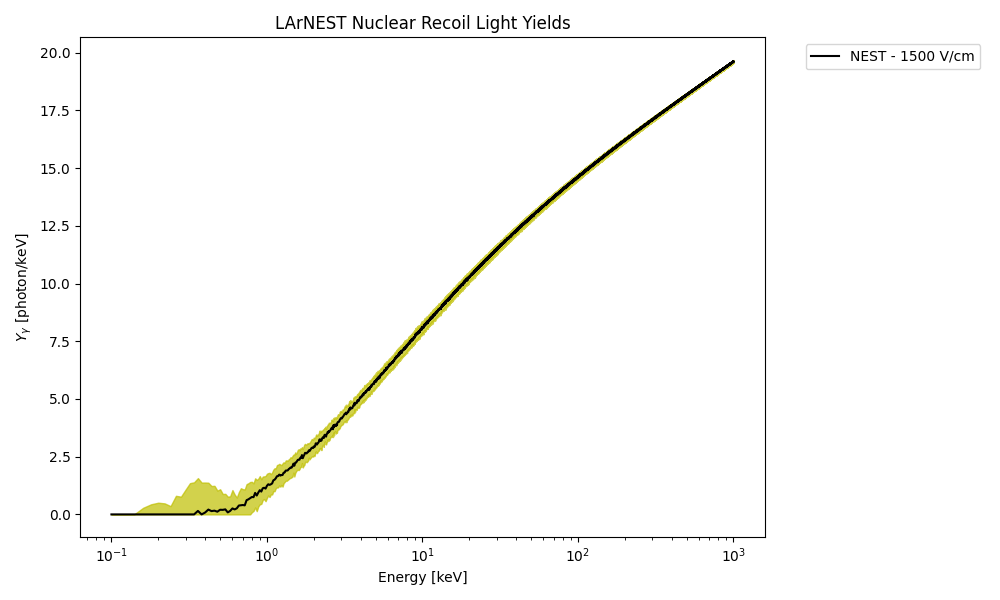 LArNEST Nuclear Recoil Light Yields
NEST - 1500 V/cm
20.0
17.5
15.0
12.5
10.0
7.5
5.0
2.5
0.0
Yγ [photon/keV]
10⁻¹ 10⁰ 10¹ 10² 10³
Energy [keV]